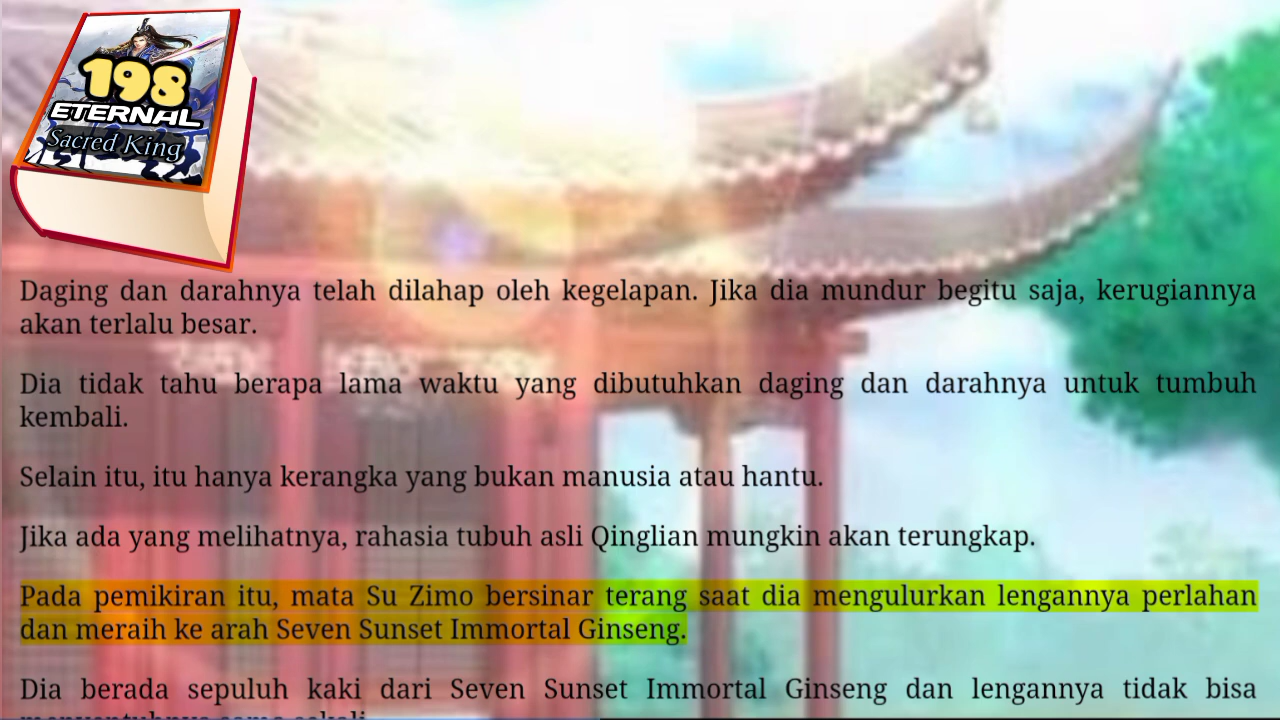 198
ETERNAL
Sacred King
Daging dan darahnya telah dilahap oleh kegelapan. Jika dia mundur begitu saja, kerugiannya
akan terlalu besar.
Dia tidak tahu berapa lama waktu yang dibutuhkan daging dan darahnya untuk tumbuh
kembali.
Selain itu, itu hanya kerangka yang bukan manusia atau hantu.
Jika ada yang melihatnya, rahasia tubuh asli Qinglian mungkin akan terungkap.
Pada pemikiran itu, mata Su Zimo bersinar terang saat dia mengulurkan lengannya perlahan
dan meraih ke arah Seven Sunset Immortal Ginseng.
Dia berada sepuluh kaki dari Seven Sunset Immortal Ginseng dan lengannya tidak bisa